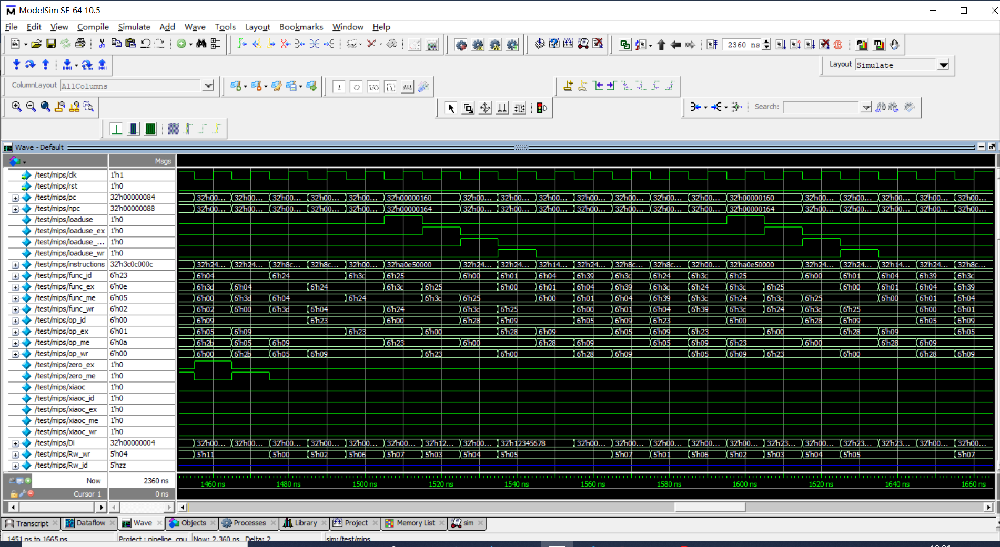 ModelSim SE-64 10.5
File Edit View Compile Simulate Add Wave Tools Layout Bookmarks Window Help
2360 ns
Layout Simulate
ColumnLayout AllColumns
Search:
Wave - Default
Msgs
/test/mips/clk 1'h1
/test/mips/rst 1'h0
/test/mips/pc 32'h00000084 32'h00... 32'h00... 32'h00... 32'h00... 32'h00... 32'h00000160 32'h00... 32'h00... 32'h00... 32'h00... 32'h00... 32'h00... 32'h00... 32'h00000160 32'h00... 32'h00... 32'h00... 32'h00... 32'h00...
/test/mips/npc 32'h00000088 32'h00... 32'h00... 32'h00... 32'h00... 32'h00... 32'h00000164 32'h00... 32'h00... 32'h00... 32'h00... 32'h00... 32'h00... 32'h00... 32'h00000164 32'h00... 32'h00... 32'h00... 32'h00... 32'h00...
/test/mips/loaduse 1'h0
/test/mips/loaduse_ex 1'h0
/test/mips/loaduse_... 1'h0
/test/mips/loaduse_wr 1'h0
/test/mips/instructions 32'h3c0c000c 32'h24... 32'h24... 32'h8c... 32'h8c... 32'h00... 32'ha0e50000 32'h24... 32'h24... 32'h14... 32'h24... 32'h8c... 32'h8c... 32'h00... 32'ha0e50000 32'h24... 32'h24... 32'h14... 32'h24... 32'h8c...
/test/mips/func_id 6'h23 6'h04 6'h24 6'h3c 6'h25 6'h00 6'h01 6'h04 6'h39 6'h3c 6'h24 6'h3c 6'h25 6'h00 6'h01 6'h04 6'h39 6'h3c
/test/mips/func_ex 6'h0e 6'h3d 6'h04 6'h24 6'h3c 6'h25 6'h00 6'h01 6'h04 6'h39 6'h3c 6'h24 6'h3c 6'h25 6'h00 6'h01 6'h04 6'h39
/test/mips/func_me 6'h05 6'h00 6'h3d 6'h04 6'h24 6'h3c 6'h25 6'h00 6'h01 6'h04 6'h39 6'h3c 6'h24 6'h3c 6'h25 6'h00 6'h01 6'h04
/test/mips/func_wr 6'h02 6'h02 6'h00 6'h3d 6'h04 6'h24 6'h3c 6'h25 6'h00 6'h01 6'h04 6'h39 6'h3c 6'h24 6'h3c 6'h25 6'h00 6'h01
/test/mips/op_id 6'h00 6'h09 6'h23 6'h00 6'h28 6'h09 6'h05 6'h09 6'h23 6'h00 6'h28 6'h09 6'h05 6'h09
/test/mips/op_ex 6'h01 6'h05 6'h09 6'h23 6'h00 6'h28 6'h09 6'h05 6'h09 6'h23 6'h00 6'h28 6'h09 6'h05
/test/mips/op_me 6'h0a 6'h2b 6'h05 6'h09 6'h23 6'h00 6'h28 6'h09 6'h05 6'h09 6'h23 6'h00 6'h28 6'h09
/test/mips/op_wr 6'h00 6'h00 6'h2b 6'h05 6'h09 6'h23 6'h00 6'h28 6'h09 6'h05 6'h09 6'h23 6'h00 6'h28 6'h09
/test/mips/zero_ex 1'h0
/test/mips/zero_me 1'h0
/test/mips/xiaoc 1'h0
/test/mips/xiaoc_id 1'h0
/test/mips/xiaoc_ex 1'h0
/test/mips/xiaoc_me 1'h0
/test/mips/xiaoc_wr 1'h0
/test/mips/Di 32'h00000004 32'h00... 32'h00... 32'h00... 32'h00... 32'h00... 32'h00... 32'h12... 32'h00... 32'h12345678 32'h00... 32'h00... 32'h00... 32'h00... 32'h00... 32'h23... 32'h00... 32'h23... 32'h23... 32'h00... 32'h00...
/test/mips/Rw_wr 5'h04 5'h11 5'h00 5'h02 5'h06 5'h07 5'h03 5'h04 5'h05 5'h07 5'h01 5'h06 5'h02 5'h03 5'h04 5'h05 5'h07
/test/mips/Rw_id 5'hzz
Now 2360 ns 1460 ns 1480 ns 1500 ns 1520 ns 1540 ns 1560 ns 1580 ns 1600 ns 1620 ns 1640 ns 1660 ns
Cursor 1 0 ns
Transcript Dataflow Wave Objects Processes Library Project Memory List sim
1451 ns to 1665 ns Project : pipeline_cpu Now: 2,360 ns Delta: 2 sim:/test/mips